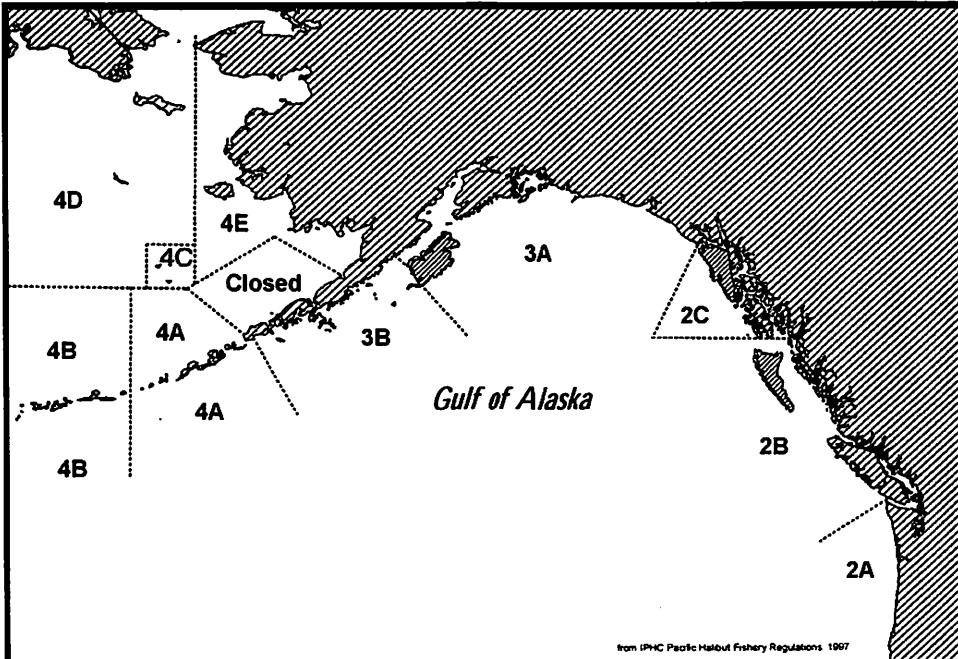 4D
4E
4C
3A
Closed
2C
4A
3B
4B
Gulf of Alaska
4A
2B
4B
2A
from IPHC Pacific Halibut Fishery Regulations 1997